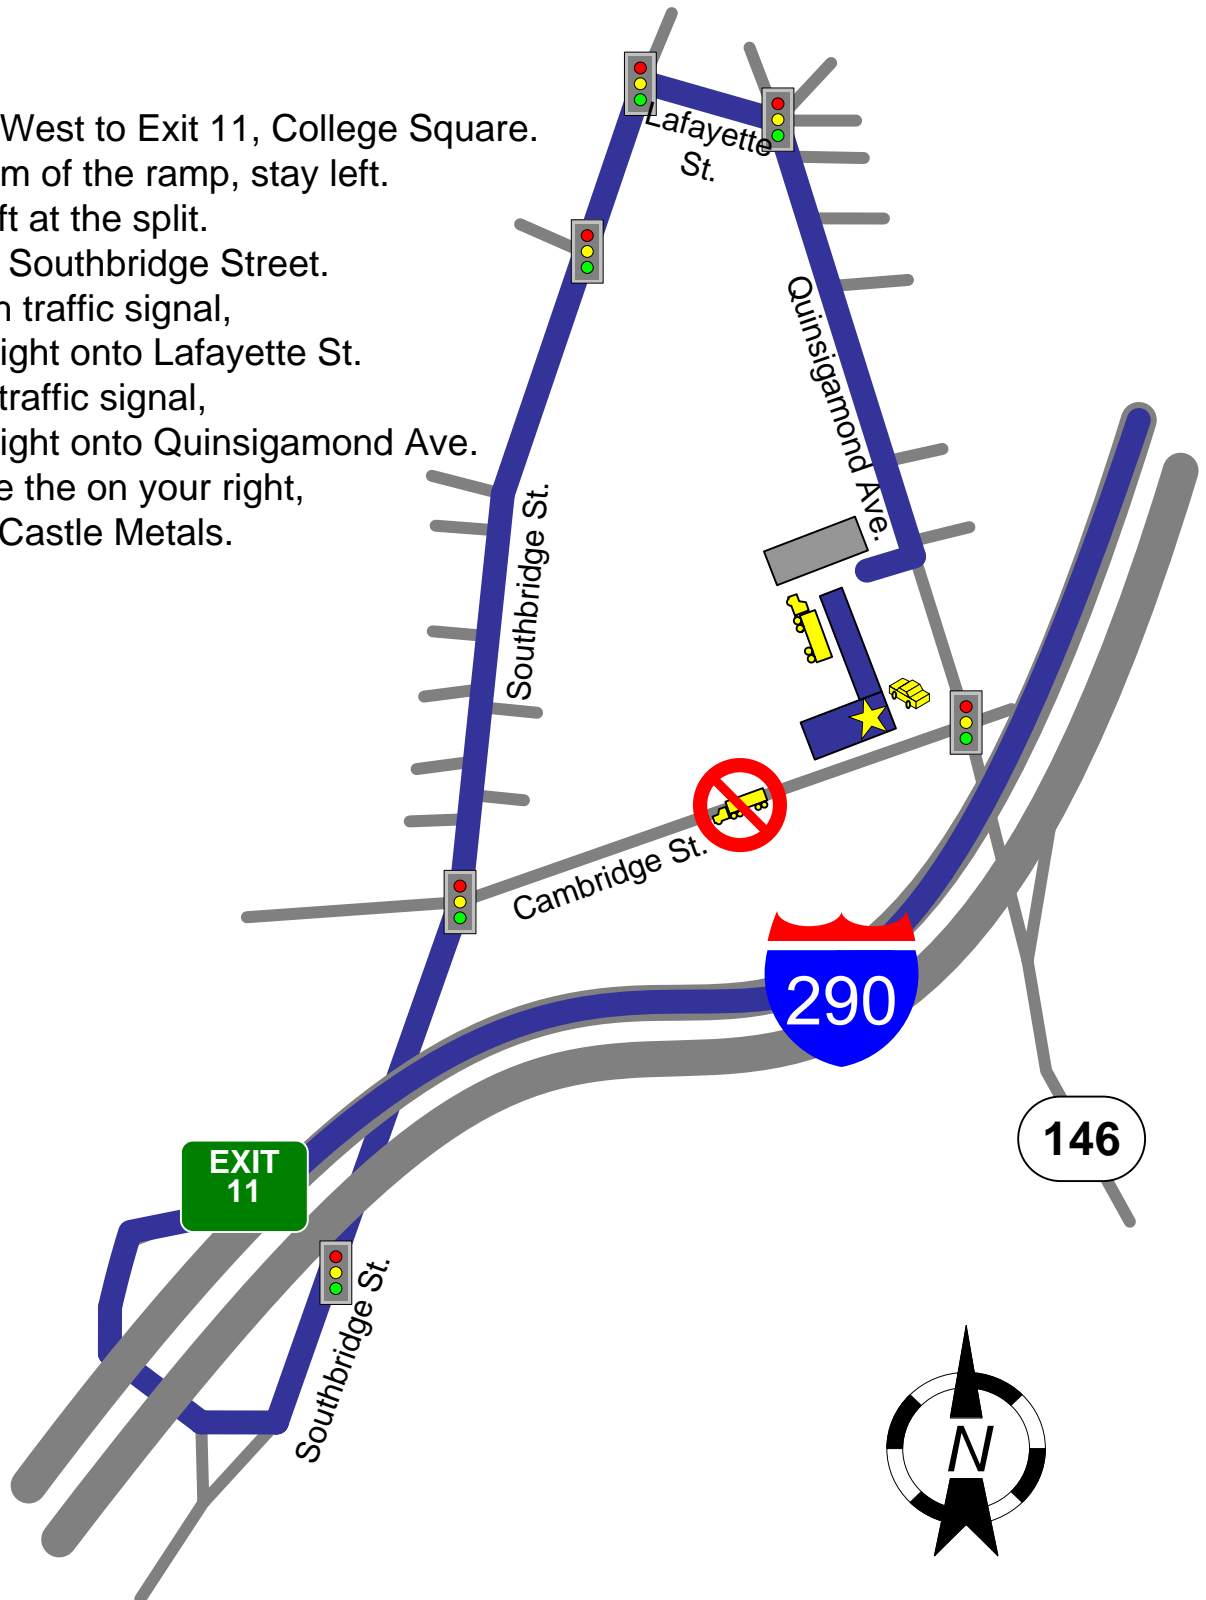 West to Exit 11, College Square.
m of the ramp, stay left.
ft at the split.
Southbridge Street.
n traffic signal,
ight onto Lafayette St.
traffic signal,
ight onto Quinsigamond Ave.
e the on your right,
Castle Metals.
Lafayette
St.
Quinsigamond Ave.
Southbridge St.
Cambridge St.
290
146
EXIT
11
Southbridge St.
N